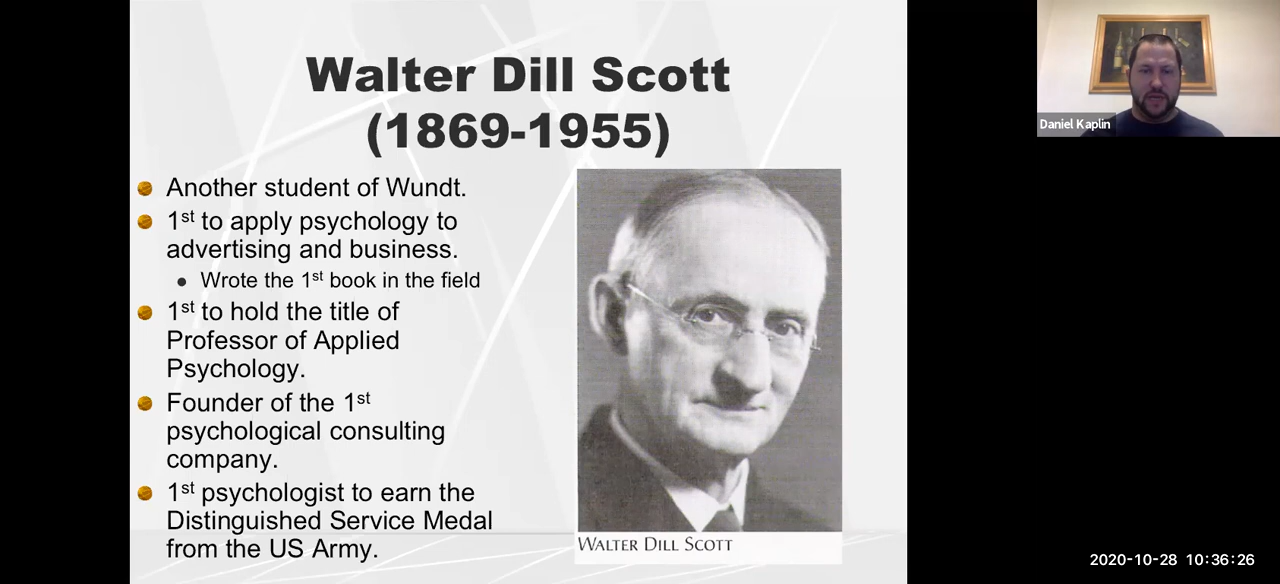 Walter Dill Scott
(1869-1955)
Another student of Wundt.
1st to apply psychology to
advertising and business.
Wrote the 1st book in the field
1st to hold the title of
Professor of Applied
Psychology.
Founder of the 1st
psychological consulting
company.
1st psychologist to earn the
Distinguished Service Medal
from the US Army.
WALTER DILL SCOTT
Daniel Kaplin
2020-10-28 10:36:26